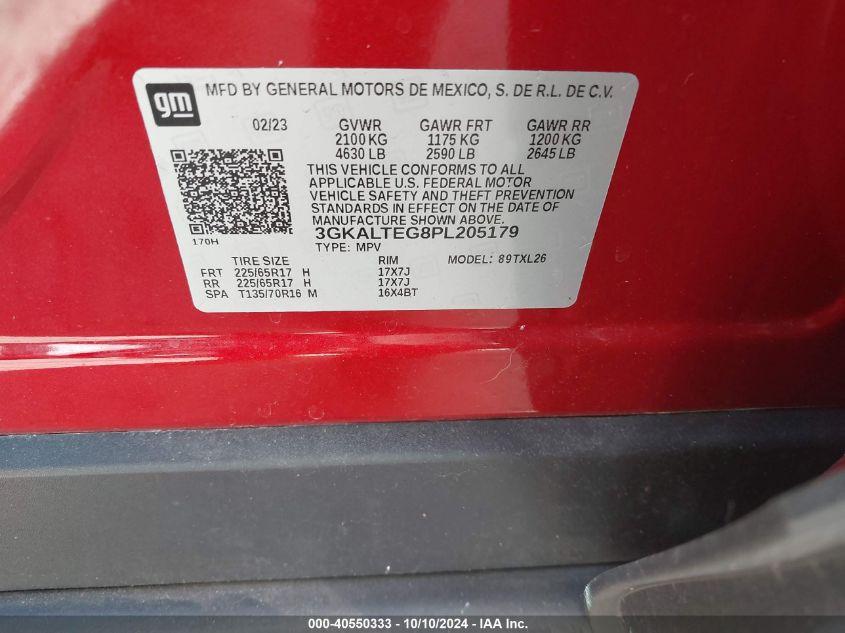 gm MFD BY GENERAL MOTORS DE MEXICO, S. DE R.L. DE C.V.
02/23 GVWR GAWR FRT GAWR RR
2100 KG 1175 KG 1200 KG
4630 LB 2590 LB 2645 LB
THIS VEHICLE CONFORMS TO ALL
APPLICABLE U.S. FEDERAL MOTOR
VEHICLE SAFETY AND THEFT PREVENTION
STANDARDS IN EFFECT ON THE DATE OF
MANUFACTURE SHOWN ABOVE.
170H 3GKALTEG8PL205179
TYPE: MPV
TIRE SIZE RIM MODEL: 89TXL26
FRT 225/65R17 H 17X7J
RR 225/65R17 H 17X7J
SPA T135/70R16 M 16X4BT
000-40550333 - 10/10/2024 - IAA Inc.